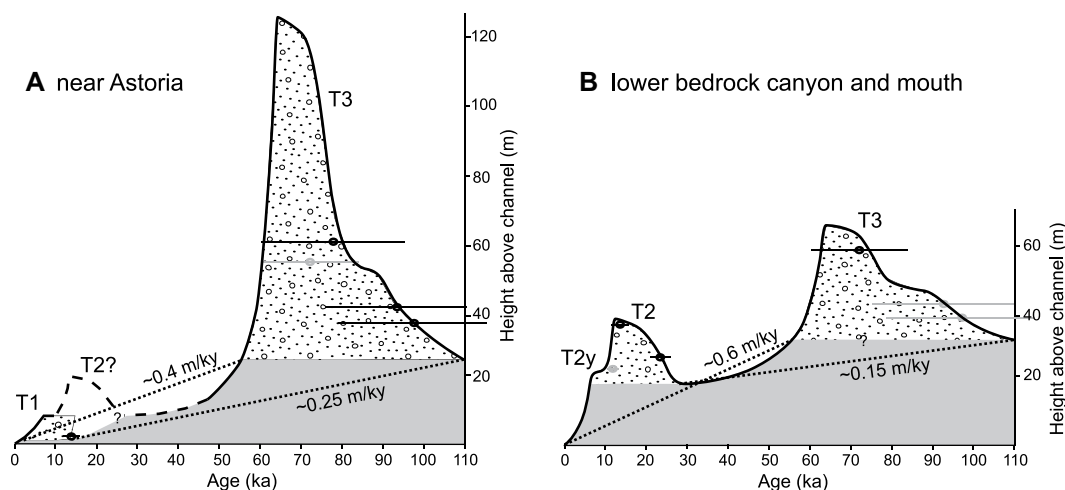 A near Astoria
T3
T2?
T1
?
~0.4 m/ky
~0.25 m/ky
120
100
80
60
40
20
Height above channel (m)
0 10 20 30 40 50 60 70 80 90 100 110
Age (ka)
B lower bedrock canyon and mouth
T3
T2
T2y
?
~0.6 m/ky
~0.15 m/ky
60
40
20
Height above channel (m)
0 10 20 30 40 50 60 70 80 90 100 110
Age (ka)